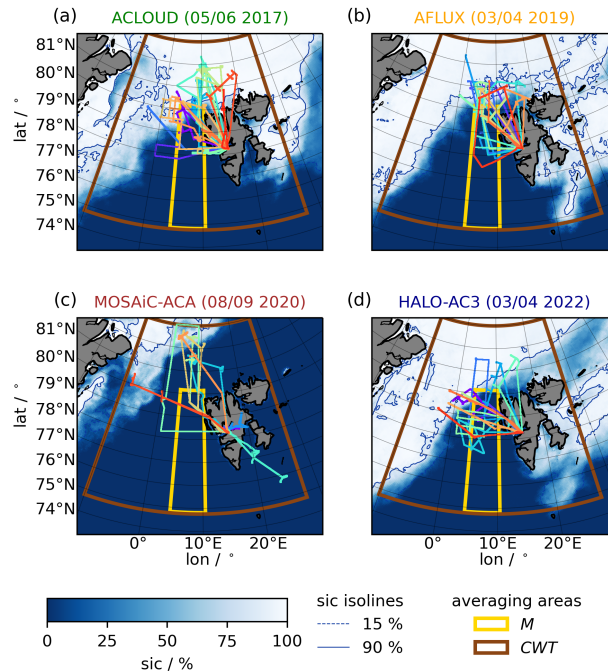 (a) ACLOUD (05/06 2017)
(b) AFLUX (03/04 2019)
81°N
80°N
79°N
78°N
77°N
76°N
75°N
74°N
lat / °
(c) MOSAiC-ACA (08/09 2020)
(d) HALO-AC3 (03/04 2022)
81°N
80°N
79°N
78°N
77°N
76°N
75°N
74°N
lat / °
0° 10°E 20°E
lon / °
0° 10°E 20°E
lon / °
0 25 50 75 100
sic / %
sic isolines
15 %
90 %
averaging areas
M
CWT